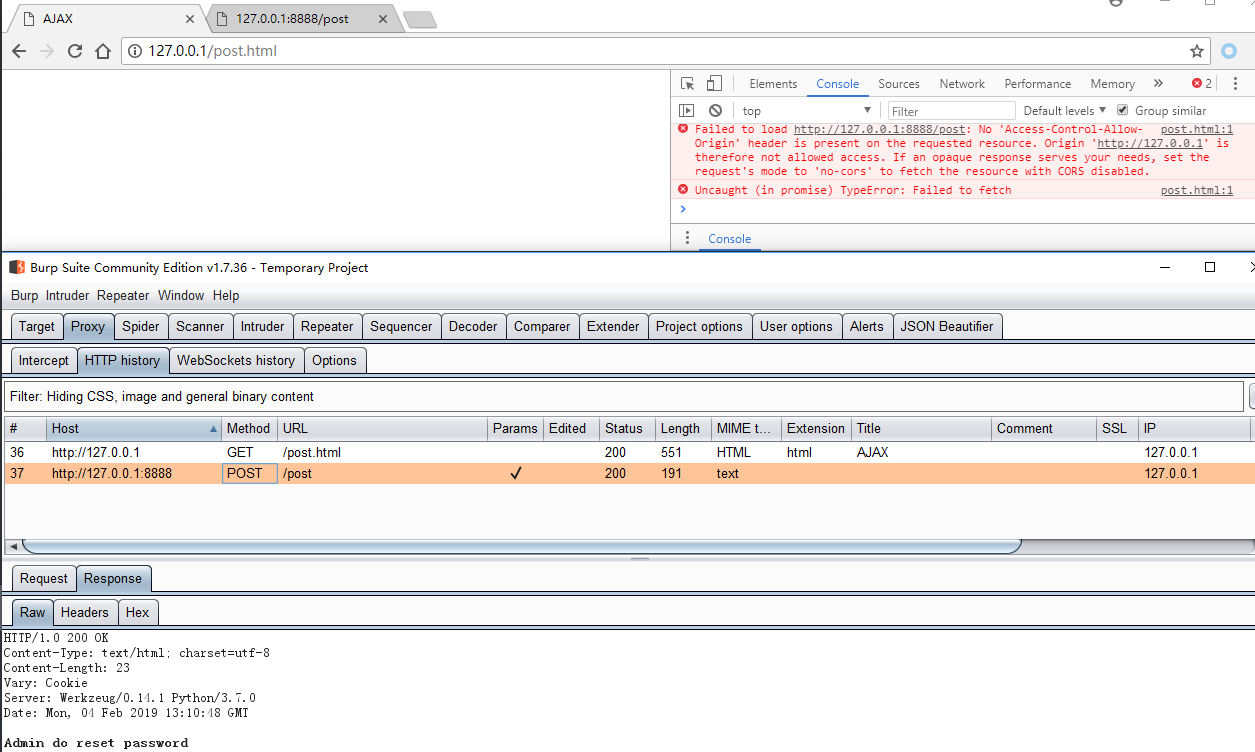 AJAX
127.0.0.1:8888/post
127.0.0.1/post.html
Elements Console Sources Network Performance Memory » 2
top Filter Default levels Group similar
Failed to load http://127.0.0.1:8888/post: No 'Access-Control-Allow- post.html:1
Origin' header is present on the requested resource. Origin 'http://127.0.0.1' is
therefore not allowed access. If an opaque response serves your needs, set the
request's mode to 'no-cors' to fetch the resource with CORS disabled.
Uncaught (in promise) TypeError: Failed to fetch post.html:1
Console
Burp Suite Community Edition v1.7.36 - Temporary Project
Burp Intruder Repeater Window Help
Target Proxy Spider Scanner Intruder Repeater Sequencer Decoder Comparer Extender Project options User options Alerts JSON Beautifier
Intercept HTTP history WebSockets history Options
Filter: Hiding CSS, image and general binary content
# Host Method URL Params Edited Status Length MIME t... Extension Title Comment SSL IP
36 http://127.0.0.1 GET /post.html 200 551 HTML html AJAX 127.0.0.1
37 http://127.0.0.1:8888 POST /post ✓ 200 191 text 127.0.0.1
Request Response
Raw Headers Hex
HTTP/1.0 200 OK
Content-Type: text/html; charset=utf-8
Content-Length: 23
Vary: Cookie
Server: Werkzeug/0.14.1 Python/3.7.0
Date: Mon, 04 Feb 2019 13:10:48 GMT
Admin do reset password